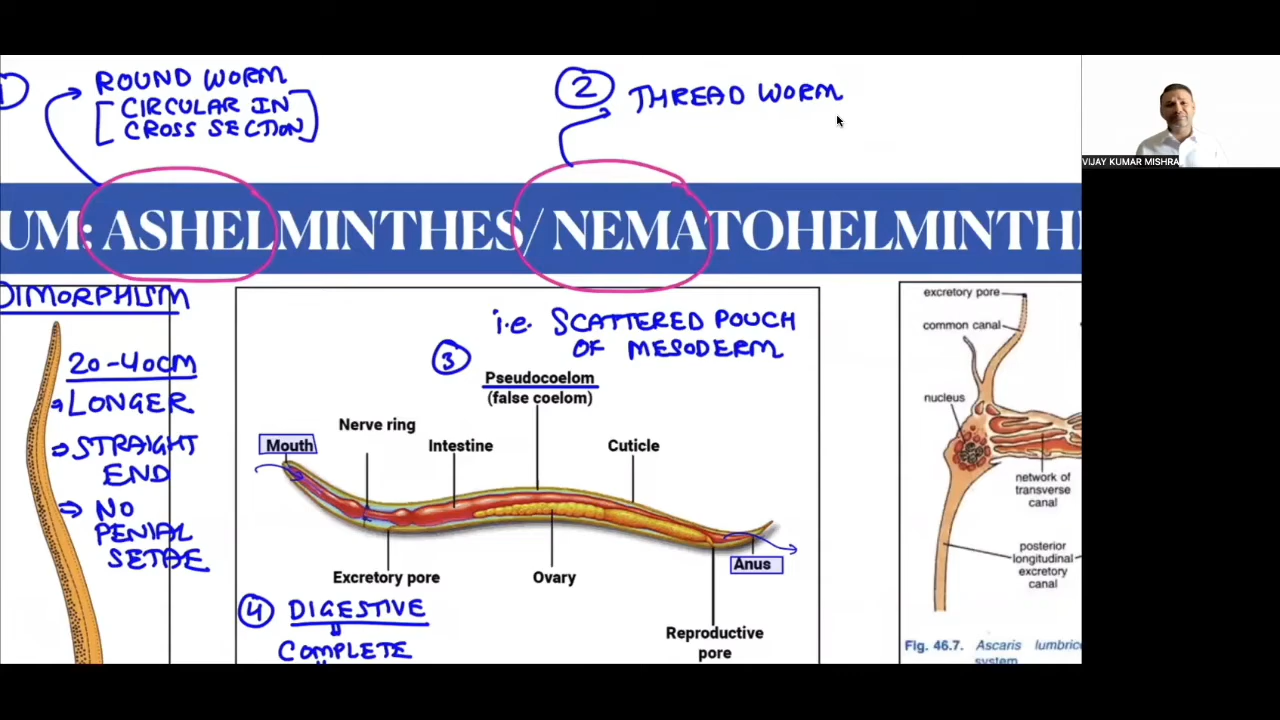 1)
ROUND WORM
[CIRCULAR IN
CROSS SECTION]
2
THREAD WORM
VIJAY KUMAR MISHRA
UM: ASHELMINTHES/ NEMATOHELMINTH
DIMORPHISM
20-40CM
LONGER
STRAIGHT
END
NO
PENIAL
SETAE
i.e. SCATTERED POUCH
OF MESODERM
3
Pseudocoelom
(false coelom)
Nerve ring
Mouth
Intestine
Cuticle
Excretory pore
Ovary
Anus
Reproductive
pore
4 DIGESTIVE
COMPLETE
excretory pore
common canal
nucleus
network of
transverse
canal
posterior
longitudinal
excretory
canal
Fig. 46.7. Ascaris lumbric
system